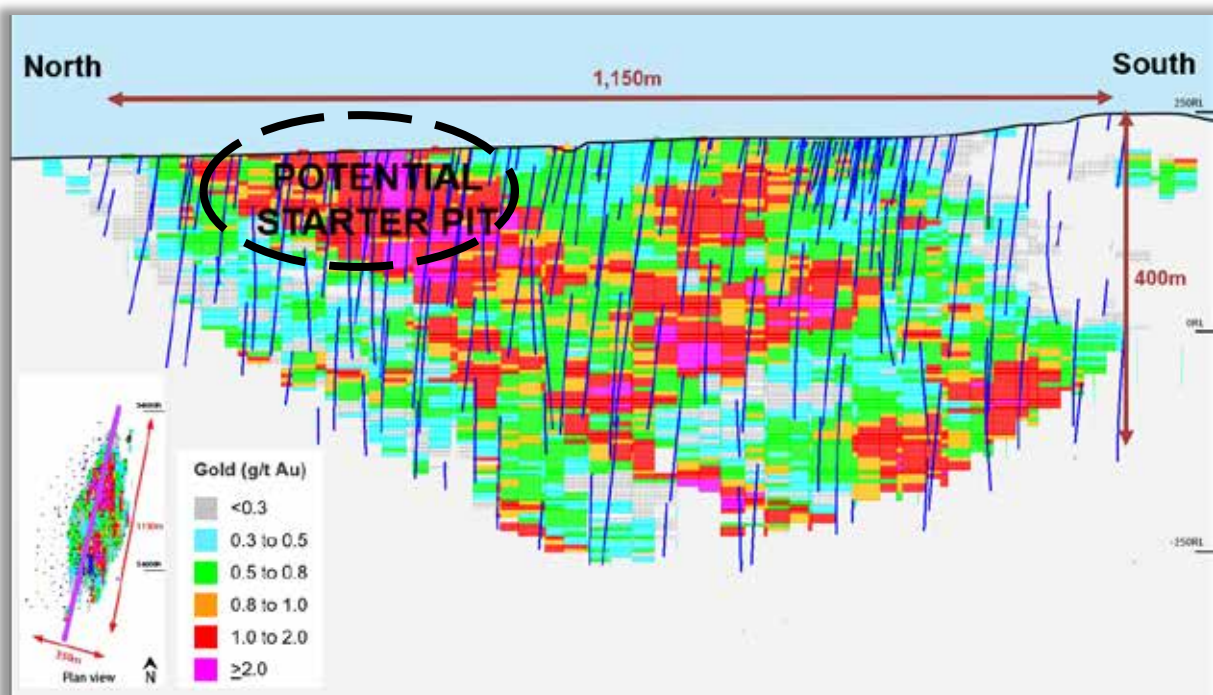 North
South
1,150m
250RL
POTENTIAL
STARTER PIT
400m
0RL
-250RL
Gold (g/t Au)
<0.3
0.3 to 0.5
0.5 to 0.8
0.8 to 1.0
1.0 to 2.0
≥2.0
Plan view
N